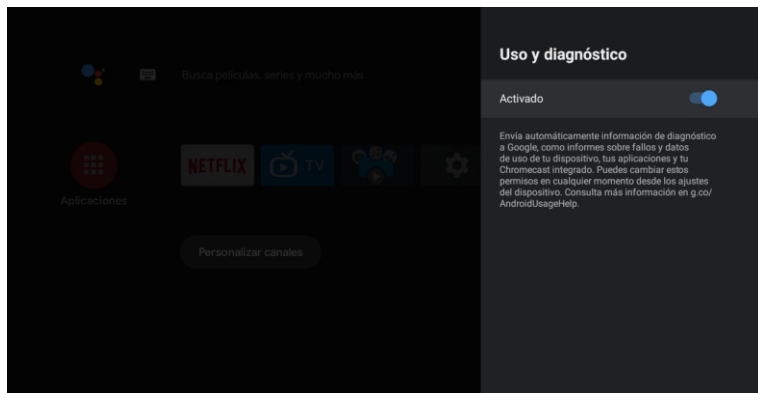 Busca películas, series y mucho más
NETFLIX
TV
Aplicaciones
Personalizar canales
Uso y diagnóstico
Activado
Envía automáticamente información de diagnóstico
a Google, como informes sobre fallos y datos
de uso de tu dispositivo, tus aplicaciones y tu
Chromecast integrado. Puedes cambiar estos
permisos en cualquier momento desde los ajustes
del dispositivo. Consulta más información en g.co/
AndroidUsageHelp.